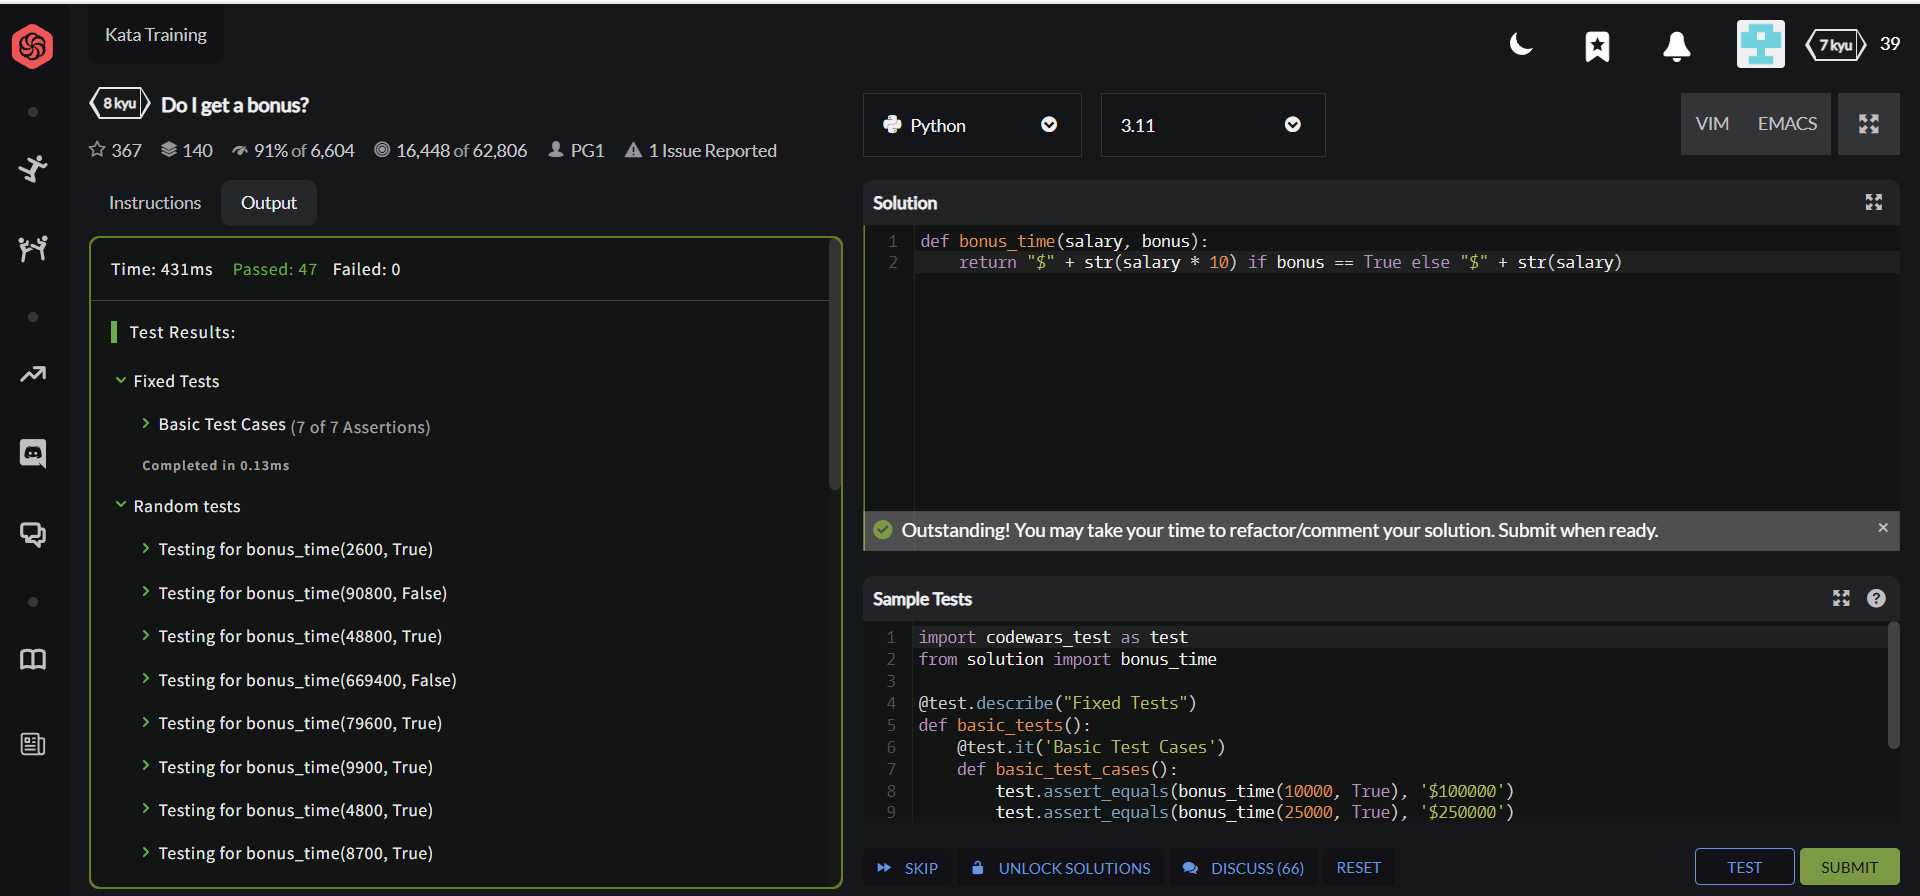 Kata Training
7 kyu 39
8 kyu Do I get a bonus?
367 140 91% of 6,604 16,448 of 62,806 PG1 1 Issue Reported
Instructions Output
Time: 431ms Passed: 47 Failed: 0
Test Results:
Fixed Tests
Basic Test Cases (7 of 7 Assertions)
Completed in 0.13ms
Random tests
Testing for bonus_time(2600, True)
Testing for bonus_time(90800, False)
Testing for bonus_time(48800, True)
Testing for bonus_time(669400, False)
Testing for bonus_time(79600, True)
Testing for bonus_time(9900, True)
Testing for bonus_time(4800, True)
Testing for bonus_time(8700, True)
Python 3.11 VIM EMACS
Solution
1 def bonus_time(salary, bonus):
2 return "$" + str(salary * 10) if bonus == True else "$" + str(salary)
Outstanding! You may take your time to refactor/comment your solution. Submit when ready. ×
Sample Tests ?
1 import codewars_test as test
2 from solution import bonus_time
3
4 @test.describe("Fixed Tests")
5 def basic_tests():
6 @test.it('Basic Test Cases')
7 def basic_test_cases():
8 test.assert_equals(bonus_time(10000, True), '$100000')
9 test.assert_equals(bonus_time(25000, True), '$250000')
SKIP UNLOCK SOLUTIONS DISCUSS (66) RESET TEST SUBMIT